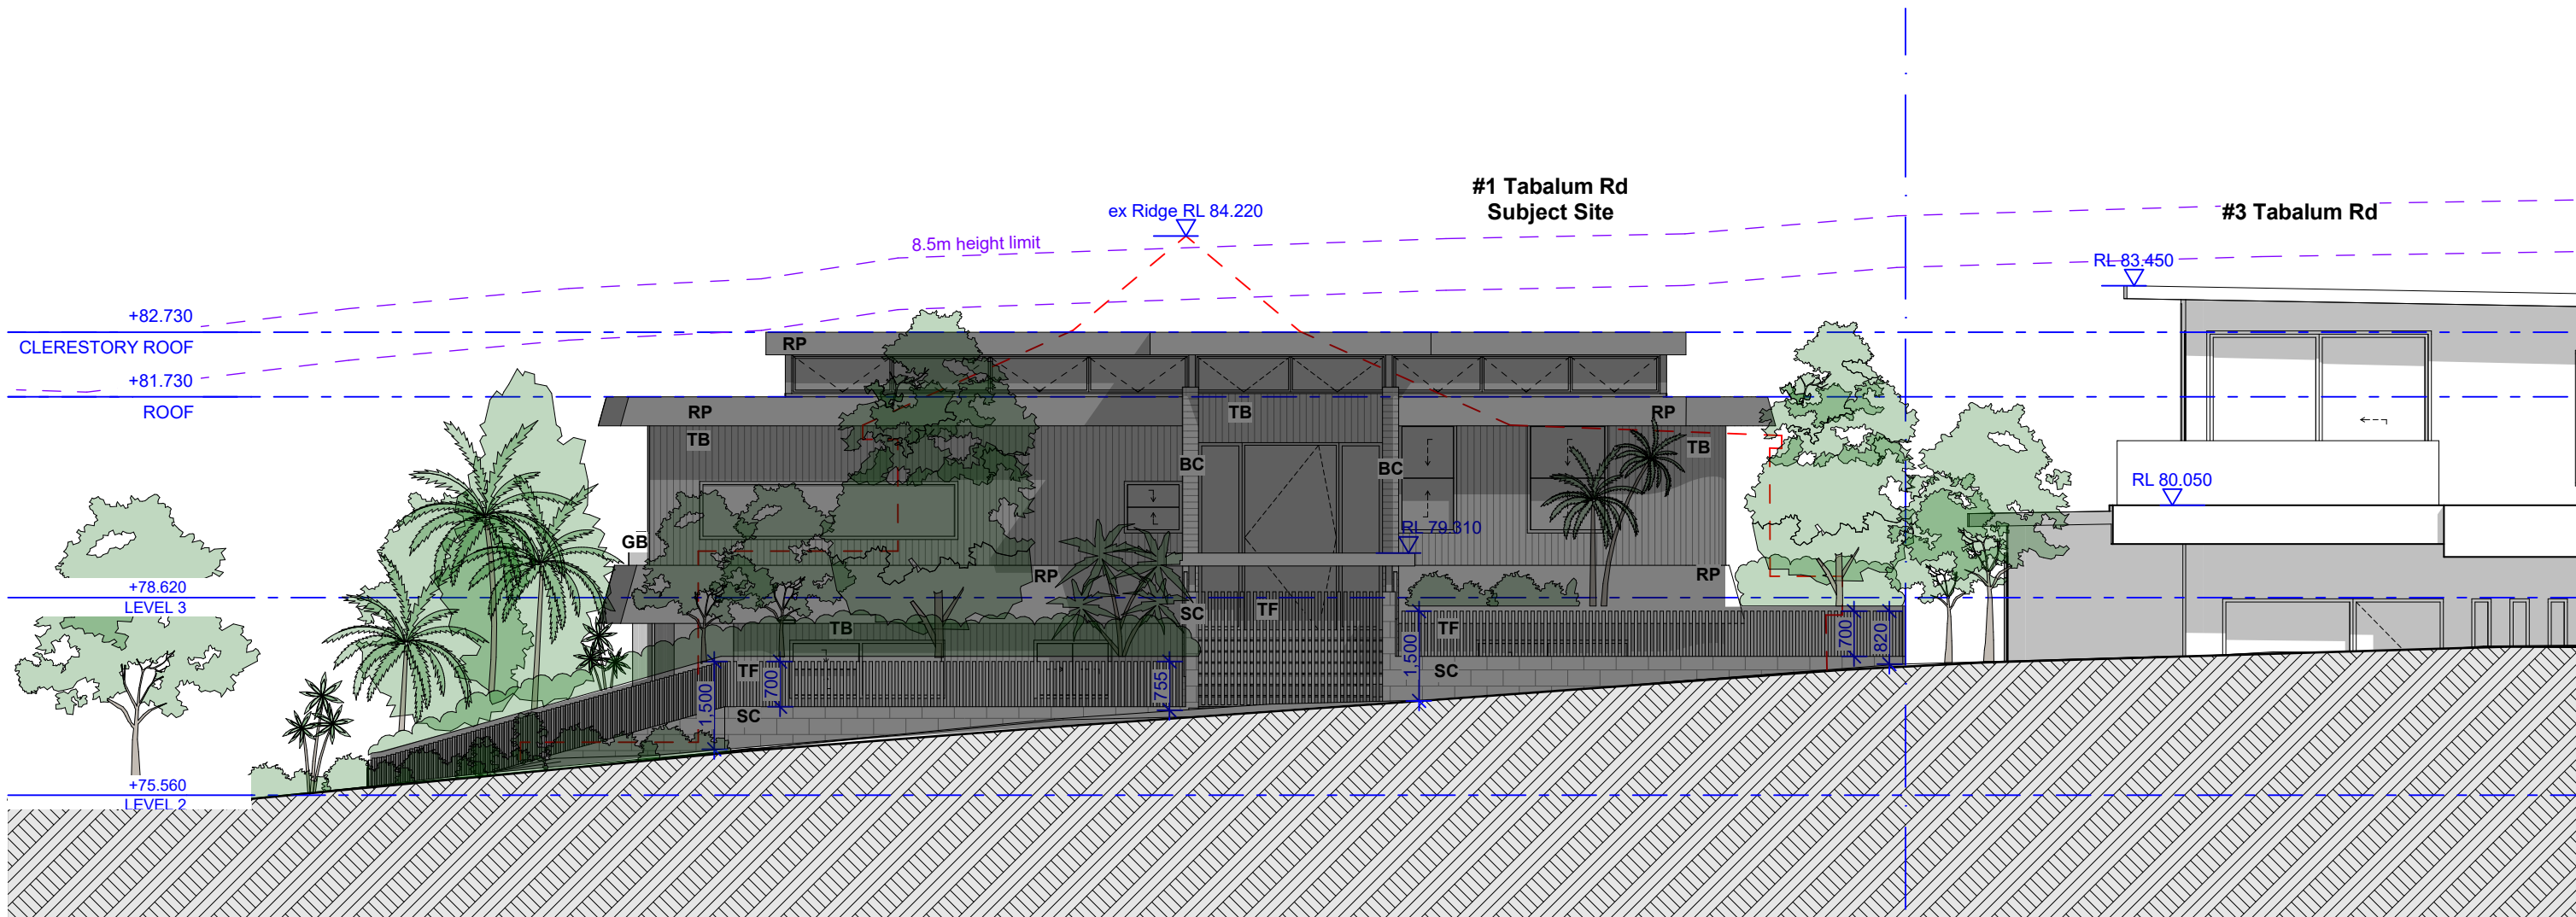 #1 Tabalum Rd
Subject Site
ex Ridge RL 84.220
#3 Tabalum Rd
8.5m height limit
RL 83.450
+82.730
CLERESTORY ROOF
RP
+81.730
ROOF
RP
TB
RP
TB
TB
BC
BC
RL 80.050
RL 79.310
GB
RP
RP
+78.620
LEVEL 3
SC
TF
TB
TF
1,500
700
820
TF
SC
700
755
1,500
SC
+75.560
LEVEL 2